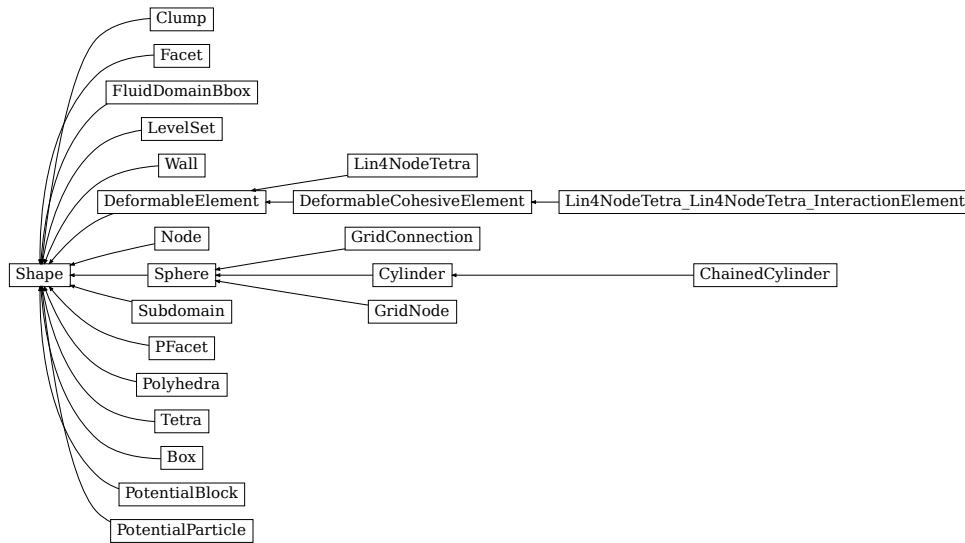 Clump
Facet
FluidDomainBbox
LevelSet
Wall
Lin4NodeTetra
DeformableElement
DeformableCohesiveElement
Lin4NodeTetra_Lin4NodeTetra_InteractionElement
Node
GridConnection
Shape
Sphere
Cylinder
ChainedCylinder
Subdomain
GridNode
PFacet
Polyhedra
Tetra
Box
PotentialBlock
PotentialParticle